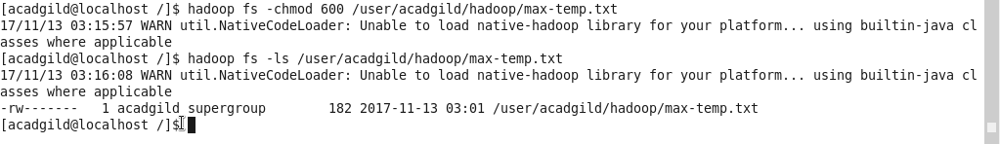 [acadgild@localhost /]$ hadoop fs -chmod 600 /user/acadgild/hadoop/max-temp.txt
17/11/13 03:15:57 WARN util.NativeCodeLoader: Unable to load native-hadoop library for your platform... using builtin-java cl
asses where applicable
[acadgild@localhost /]$ hadoop fs -ls /user/acadgild/hadoop/max-temp.txt
17/11/13 03:16:08 WARN util.NativeCodeLoader: Unable to load native-hadoop library for your platform... using builtin-java cl
asses where applicable
-rw-------   1 acadgild supergroup        182 2017-11-13 03:01 /user/acadgild/hadoop/max-temp.txt
[acadgild@localhost /]$